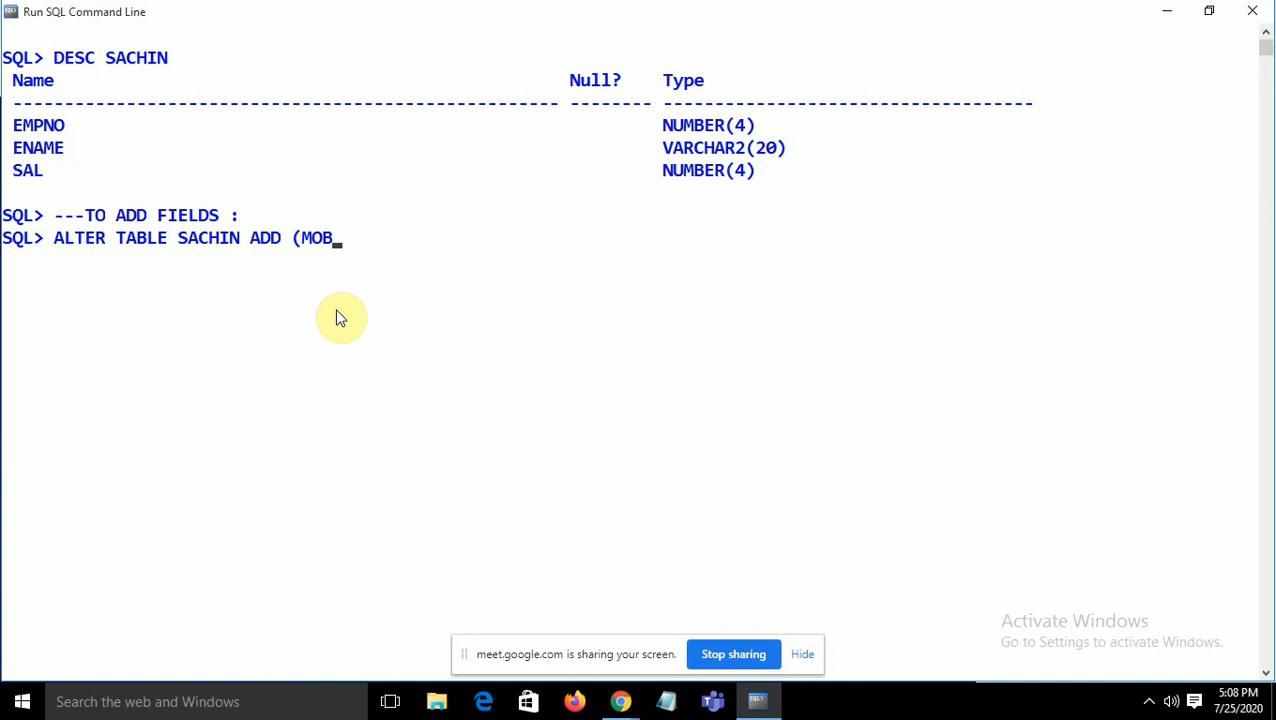 Run SQL Command Line
SQL> DESC SACHIN
Name Null? Type
----------------------------------------------------- -------- ------------------------------------
EMPNO NUMBER(4)
ENAME VARCHAR2(20)
SAL NUMBER(4)
SQL> ---TO ADD FIELDS :
SQL> ALTER TABLE SACHIN ADD (MOB_
Activate Windows
Go to Settings to activate Windows.
meet.google.com is sharing your screen. Stop sharing Hide
Search the web and Windows
5:08 PM
7/25/2020